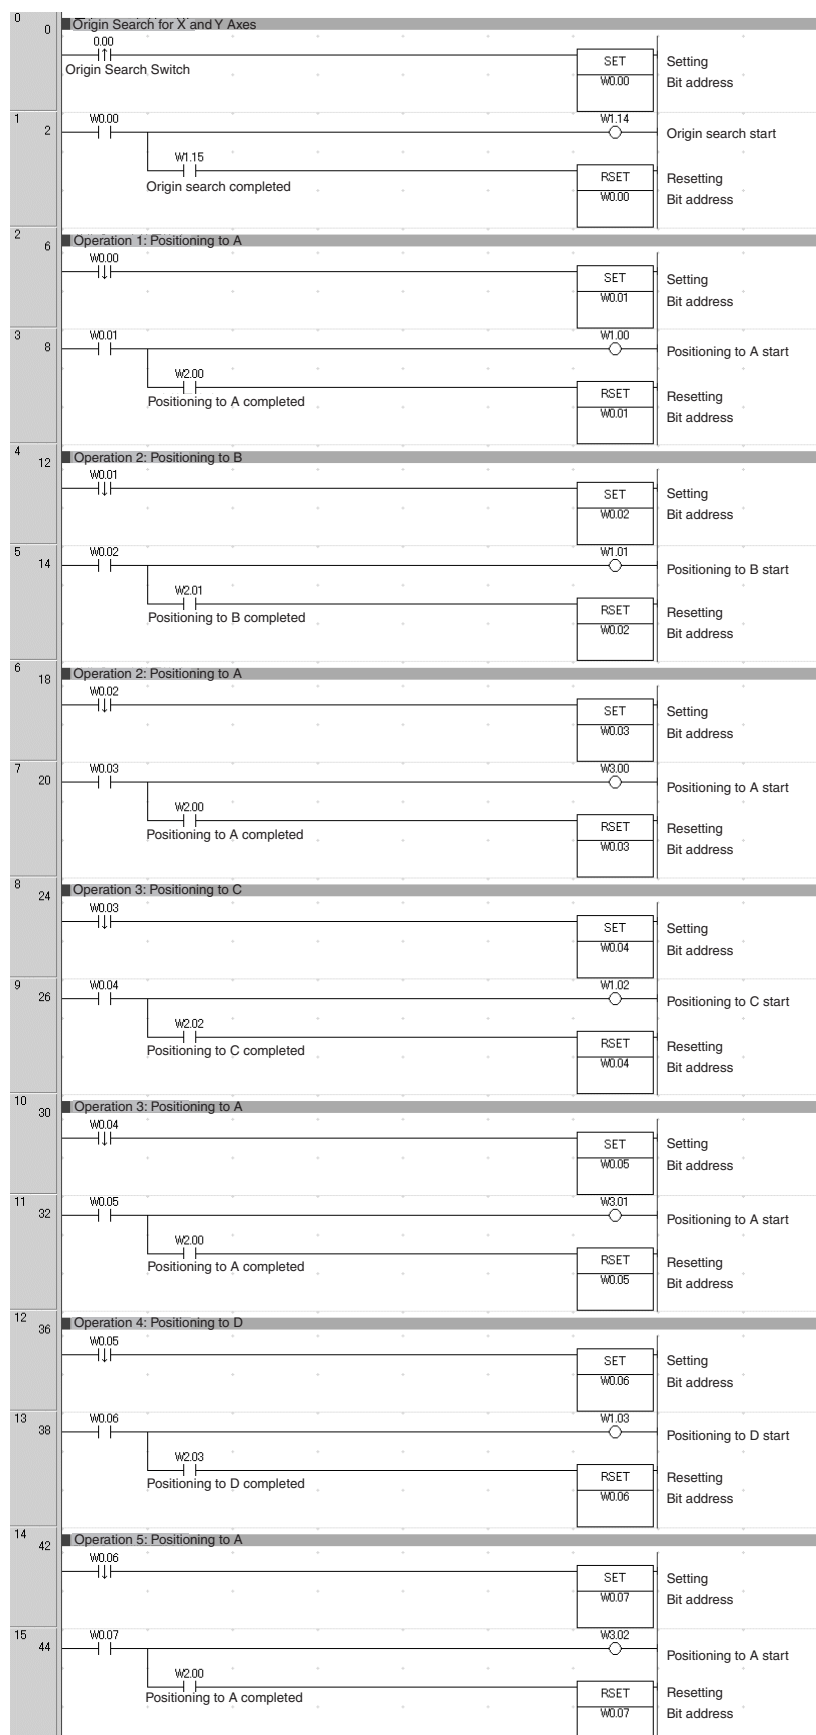 0
0
Origin Search for X and Y Axes
0.00
Origin Search Switch
SET
Setting
W0.00
Bit address
1
2
W0.00
W1.14
Origin search start
W1.15
Origin search completed
RSET
Resetting
W0.00
Bit address
2
6
Operation 1: Positioning to A
W0.00
SET
Setting
W0.01
Bit address
3
8
W0.01
W1.00
Positioning to A start
W2.00
Positioning to A completed
RSET
Resetting
W0.01
Bit address
4
12
Operation 2: Positioning to B
W0.01
SET
Setting
W0.02
Bit address
5
14
W0.02
W1.01
Positioning to B start
W2.01
Positioning to B completed
RSET
Resetting
W0.02
Bit address
6
18
Operation 2: Positioning to A
W0.02
SET
Setting
W0.03
Bit address
7
20
W0.03
W3.00
Positioning to A start
W2.00
Positioning to A completed
RSET
Resetting
W0.03
Bit address
8
24
Operation 3: Positioning to C
W0.03
SET
Setting
W0.04
Bit address
9
26
W0.04
W1.02
Positioning to C start
W2.02
Positioning to C completed
RSET
Resetting
W0.04
Bit address
10
30
Operation 3: Positioning to A
W0.04
SET
Setting
W0.05
Bit address
11
32
W0.05
W3.01
Positioning to A start
W2.00
Positioning to A completed
RSET
Resetting
W0.05
Bit address
12
36
Operation 4: Positioning to D
W0.05
SET
Setting
W0.06
Bit address
13
38
W0.06
W1.03
Positioning to D start
W2.03
Positioning to D completed
RSET
Resetting
W0.06
Bit address
14
42
Operation 5: Positioning to A
W0.06
SET
Setting
W0.07
Bit address
15
44
W0.07
W3.02
Positioning to A start
W2.00
Positioning to A completed
RSET
Resetting
W0.07
Bit address